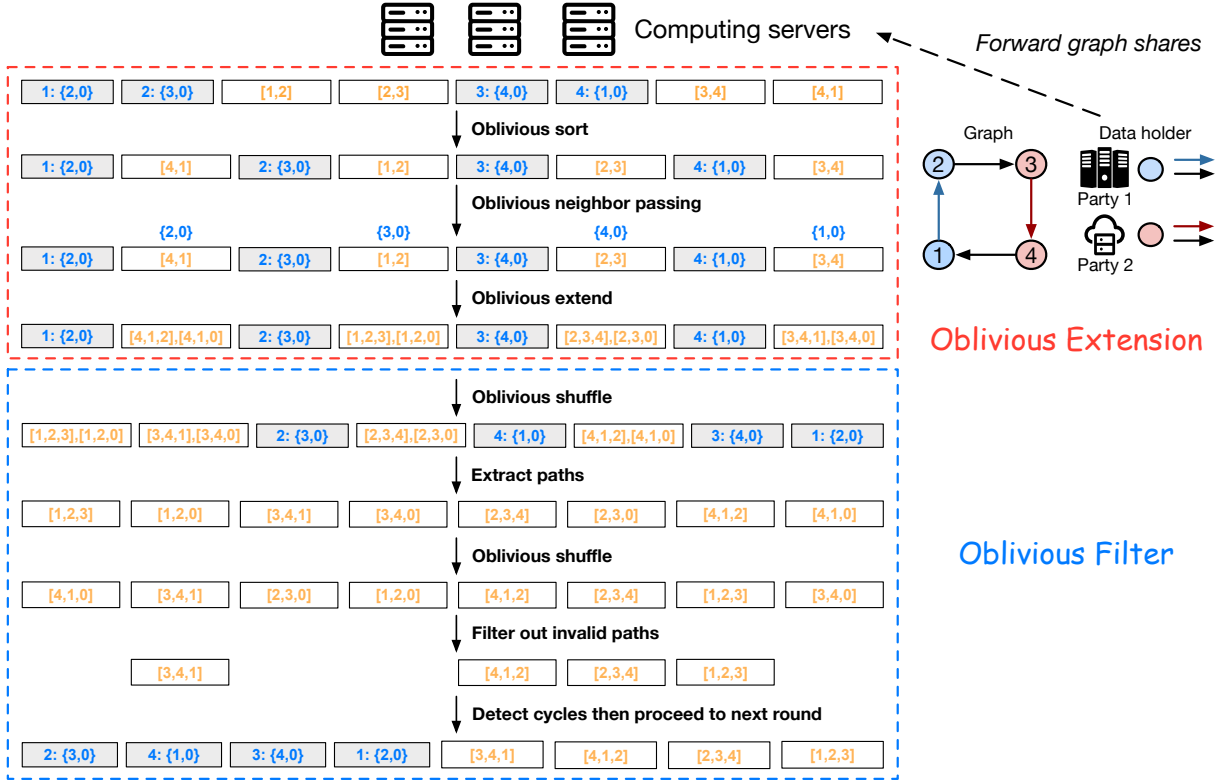 Computing servers
Forward graph shares
1: {2,0} 2: {3,0} [1,2] [2,3] 3: {4,0} 4: {1,0} [3,4] [4,1]
Oblivious sort
1: {2,0} [4,1] 2: {3,0} [1,2] 3: {4,0} [2,3] 4: {1,0} [3,4]
Oblivious neighbor passing
{2,0} {3,0} {4,0} {1,0}
1: {2,0} [4,1] 2: {3,0} [1,2] 3: {4,0} [2,3] 4: {1,0} [3,4]
Oblivious extend
1: {2,0} [4,1,2],[4,1,0] 2: {3,0} [1,2,3],[1,2,0] 3: {4,0} [2,3,4],[2,3,0] 4: {1,0} [3,4,1],[3,4,0]
Graph
Data holder
2 3
Party 1
1 4
Party 2
Oblivious Extension
Oblivious shuffle
[1,2,3],[1,2,0] [3,4,1],[3,4,0] 2: {3,0} [2,3,4],[2,3,0] 4: {1,0} [4,1,2],[4,1,0] 3: {4,0} 1: {2,0}
Extract paths
[1,2,3] [1,2,0] [3,4,1] [3,4,0] [2,3,4] [2,3,0] [4,1,2] [4,1,0]
Oblivious shuffle
[4,1,0] [3,4,1] [2,3,0] [1,2,0] [4,1,2] [2,3,4] [1,2,3] [3,4,0]
Filter out invalid paths
[3,4,1] [4,1,2] [2,3,4] [1,2,3]
Detect cycles then proceed to next round
2: {3,0} 4: {1,0} 3: {4,0} 1: {2,0} [3,4,1] [4,1,2] [2,3,4] [1,2,3]
Oblivious Filter